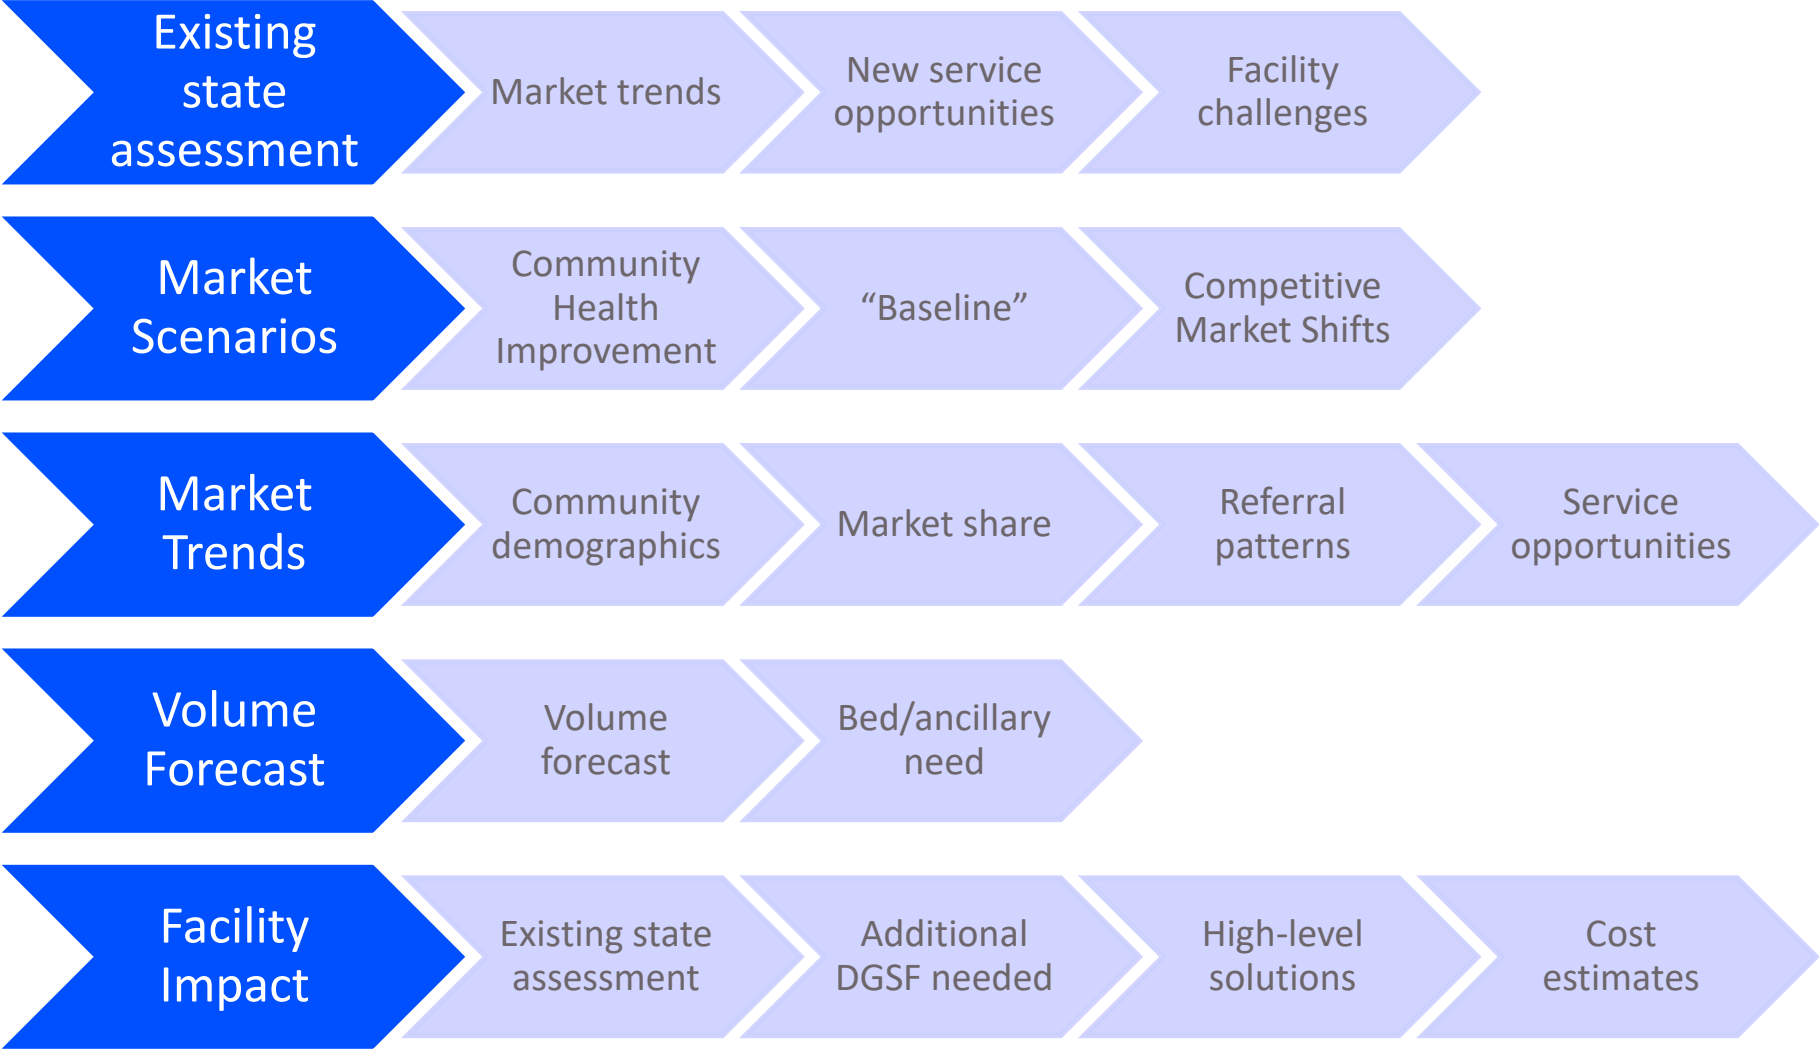 Existing
state
assessment
Market trends
New service
opportunities
Facility
challenges
Market
Scenarios
Community
Health
Improvement
“Baseline”
Competitive
Market Shifts
Market
Trends
Community
demographics
Market share
Referral
patterns
Service
opportunities
Volume
Forecast
Volume
forecast
Bed/ancillary
need
Facility
Impact
Existing state
assessment
Additional
DGSF needed
High-level
solutions
Cost
estimates